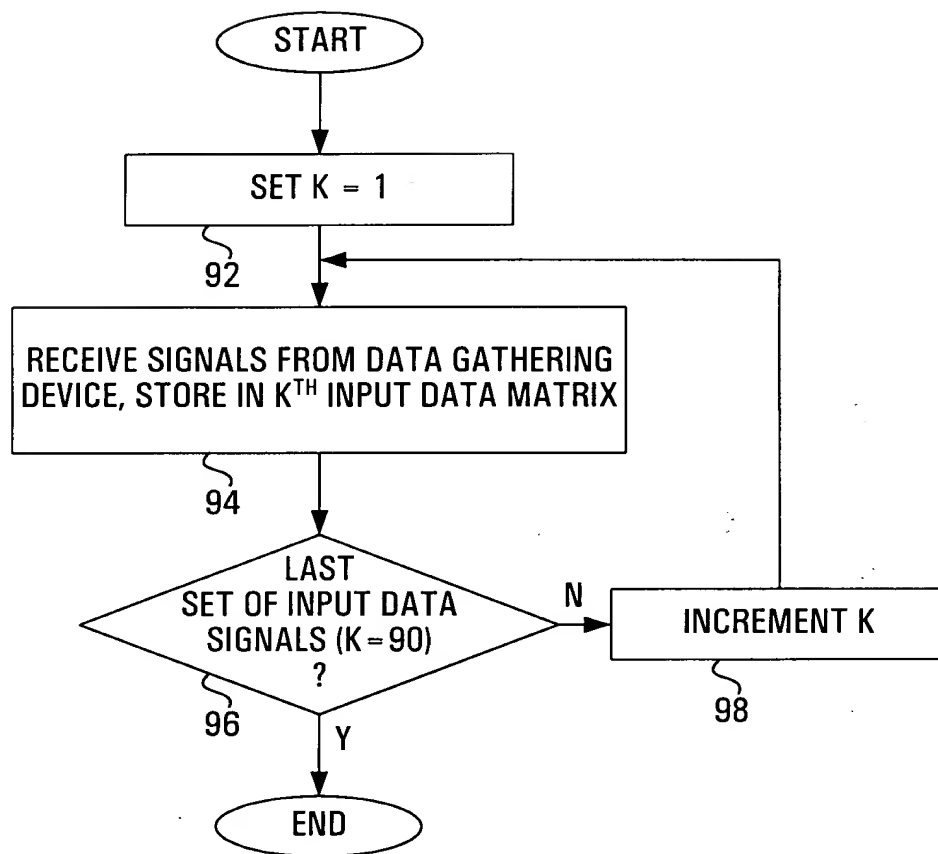 START
SET K = 1
92
RECEIVE SIGNALS FROM DATA GATHERING
DEVICE, STORE IN KTH INPUT DATA MATRIX
94
LAST
SET OF INPUT DATA
SIGNALS (K=90)
?
N
INCREMENT K
96
98
Y
END